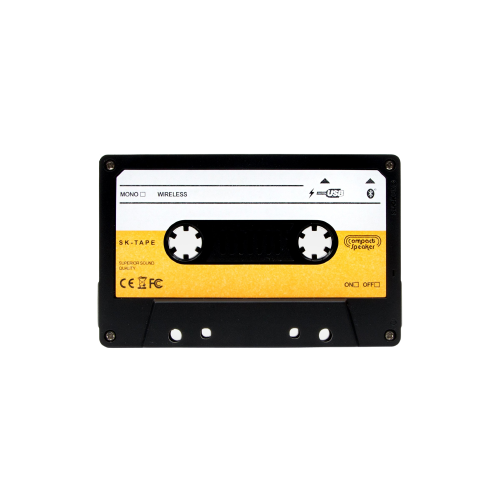 USB
MONO WIRELESS
SK-TAPE
compact
speaker
SUPERIOR SOUND
QUALITY.
ON OFF
CE FC